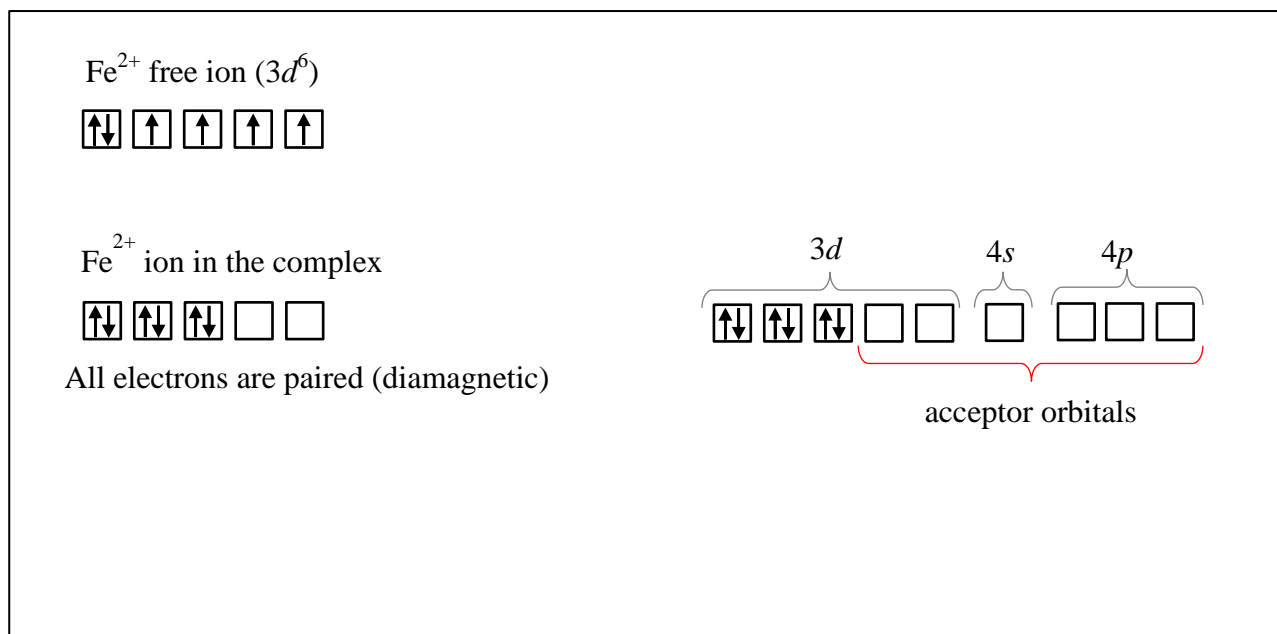 Fe²⁺ free ion (3d⁶)
Fe²⁺ ion in the complex
3d 4s 4p
All electrons are paired (diamagnetic)
acceptor orbitals